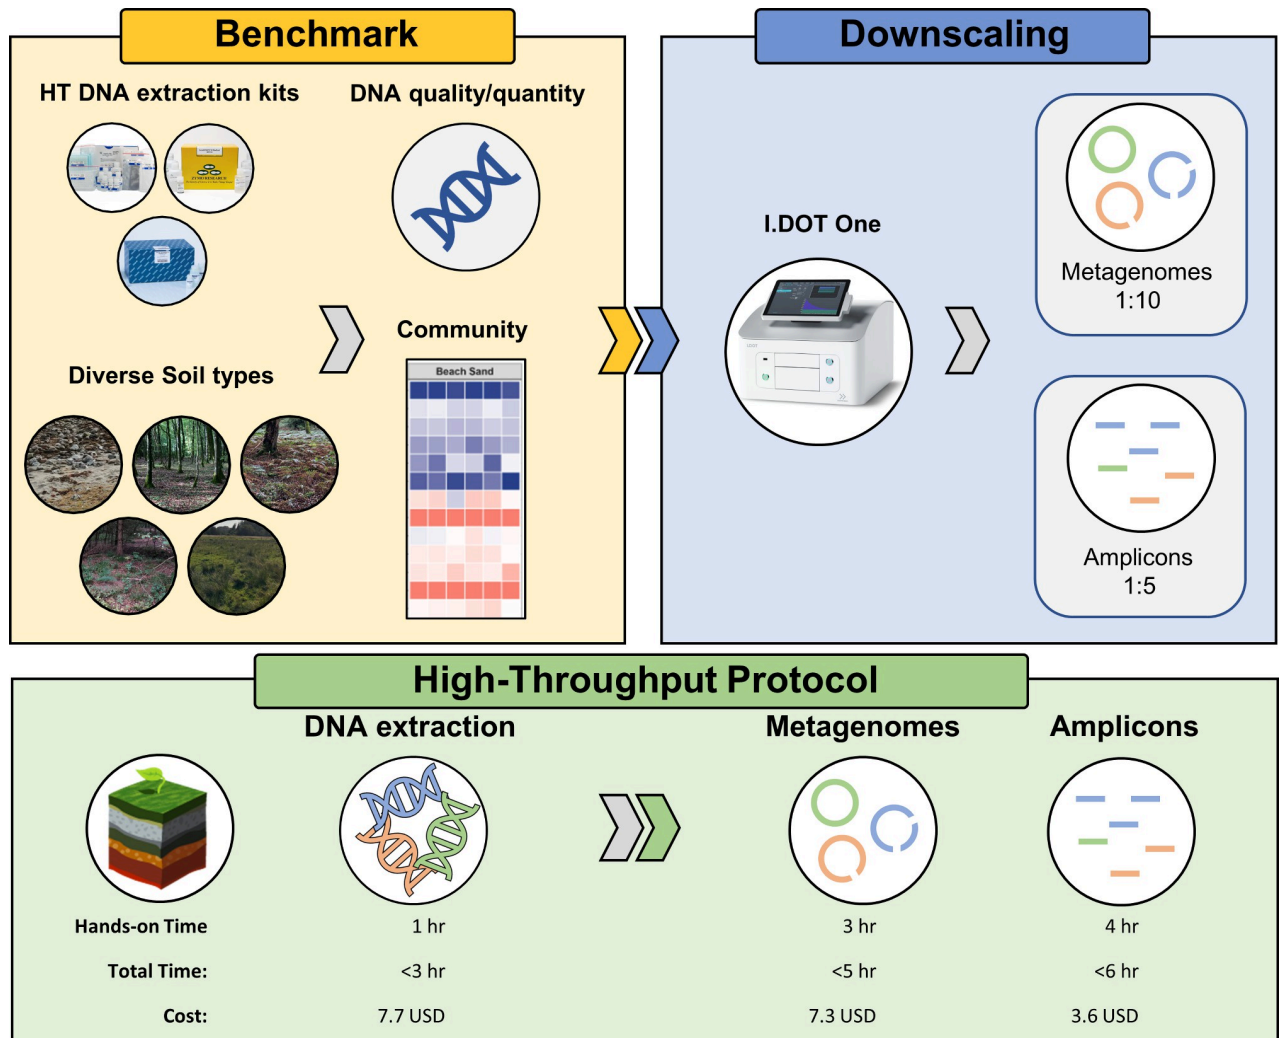 Benchmark
Downscaling
HT DNA extraction kits
DNA quality/quantity
ZYMO RESEARCH
I.DOT One
Metagenomes
1:10
Community
Beach Sand
Diverse Soil types
Amplicons
1:5
High-Throughput Protocol
DNA extraction
Metagenomes
Amplicons
Hands-on Time 1 hr 3 hr 4 hr
Total Time: <3 hr <5 hr <6 hr
Cost: 7.7 USD 7.3 USD 3.6 USD